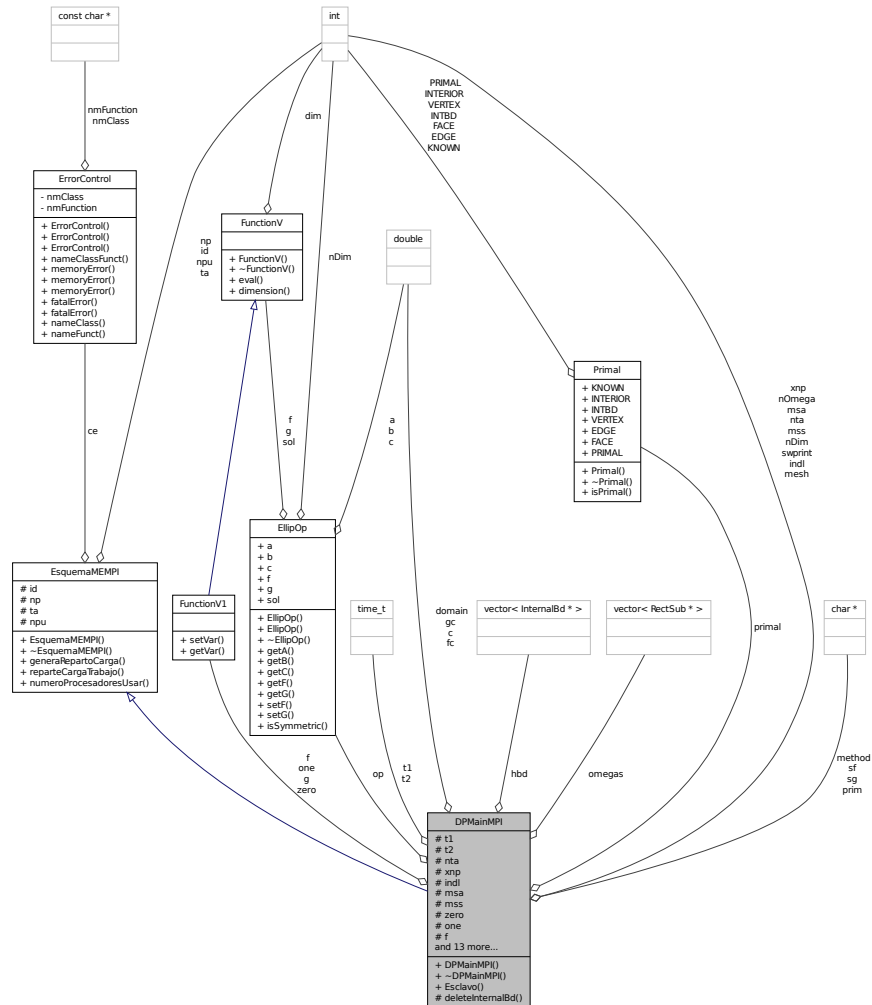 const char *
int
nmFunction
nmClass
dim
PRIMAL
INTERIOR
VERTEX
INTBD
FACE
EDGE
KNOWN
ErrorControl
- nmClass
- nmFunction
+ ErrorControl()
+ ErrorControl()
+ ErrorControl()
+ nameClassFunct()
+ memoryError()
+ memoryError()
+ memoryError()
+ fatalError()
+ fatalError()
+ nameClass()
+ nameFunct()
np
id
npu
ta
FunctionV
+ FunctionV()
+ ~FunctionV()
+ eval()
+ dimension()
nDim
double
Primal
+ KNOWN
+ INTERIOR
+ INTBD
+ VERTEX
+ EDGE
+ FACE
+ PRIMAL
+ Primal()
+ ~Primal()
+ isPrimal()
xnp
nOmega
msa
nta
mss
nDim
swprint
indl
mesh
ce
f
g
sol
a
b
c
EsquemaMEMPI
# id
# np
# ta
# npu
+ EsquemaMEMPI()
+ ~EsquemaMEMPI()
+ generaRepartoCarga()
+ reparteCargaTrabajo()
+ numeroProcesadoresUsar()
FunctionV1
+ setVar()
+ getVar()
EllipOp
+ a
+ b
+ c
+ f
+ g
+ sol
+ EllipOp()
+ EllipOp()
+ ~EllipOp()
+ getA()
+ getB()
+ getC()
+ getF()
+ getG()
+ setF()
+ setG()
+ isSymmetric()
time_t
domain
gc
c
fc
vector< InternalBd * >
vector< RectSub * >
primal
char *
f
one
g
zero
op
t1
t2
hbd
omegas
method
sf
sg
prim
DPMainMPI
# t1
# t2
# nta
# xnp
# indl
# msa
# mss
# zero
# one
# f
and 13 more...
+ DPMainMPI()
+ ~DPMainMPI()
+ Esclavo()
# deleteInternalBd()